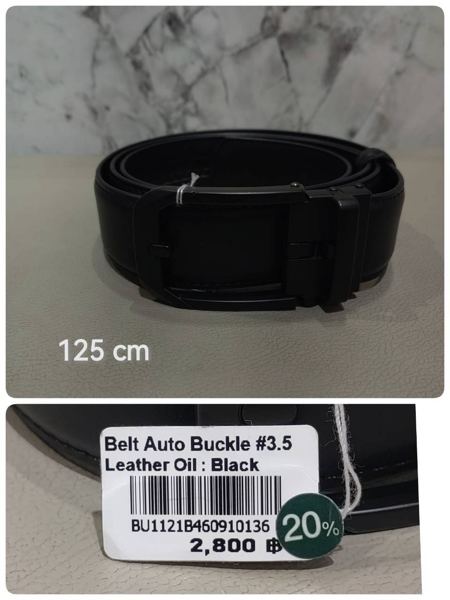 125 cm
Belt Auto Buckle #3.5
Leather Oil : Black
BU1121B460910136
20%
2,800 ฿